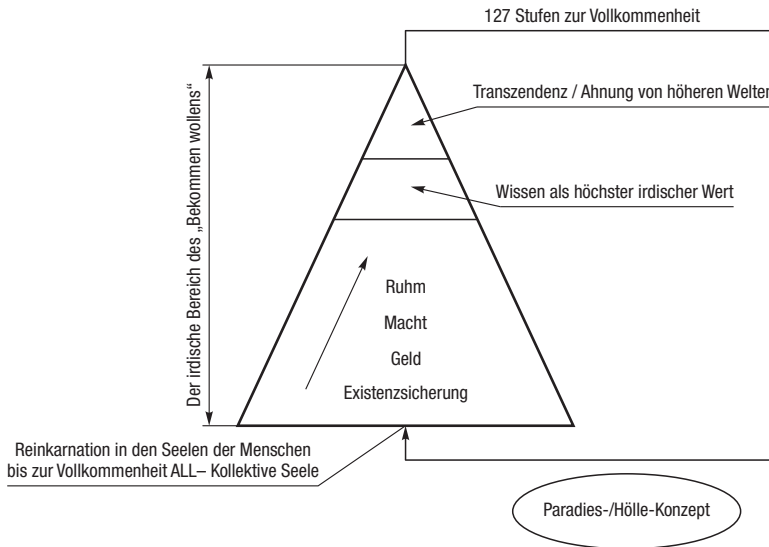 127 Stufen zur Vollkommenheit
Transzendenz / Ahnung von höheren Welten
Wissen als höchster irdischer Wert
Der irdische Bereich des „Bekommen wollens“
Ruhm
Macht
Geld
Existenzsicherung
Reinkarnation in den Seelen der Menschen
bis zur Vollkommenheit ALL– Kollektive Seele
Paradies-/Hölle-Konzept